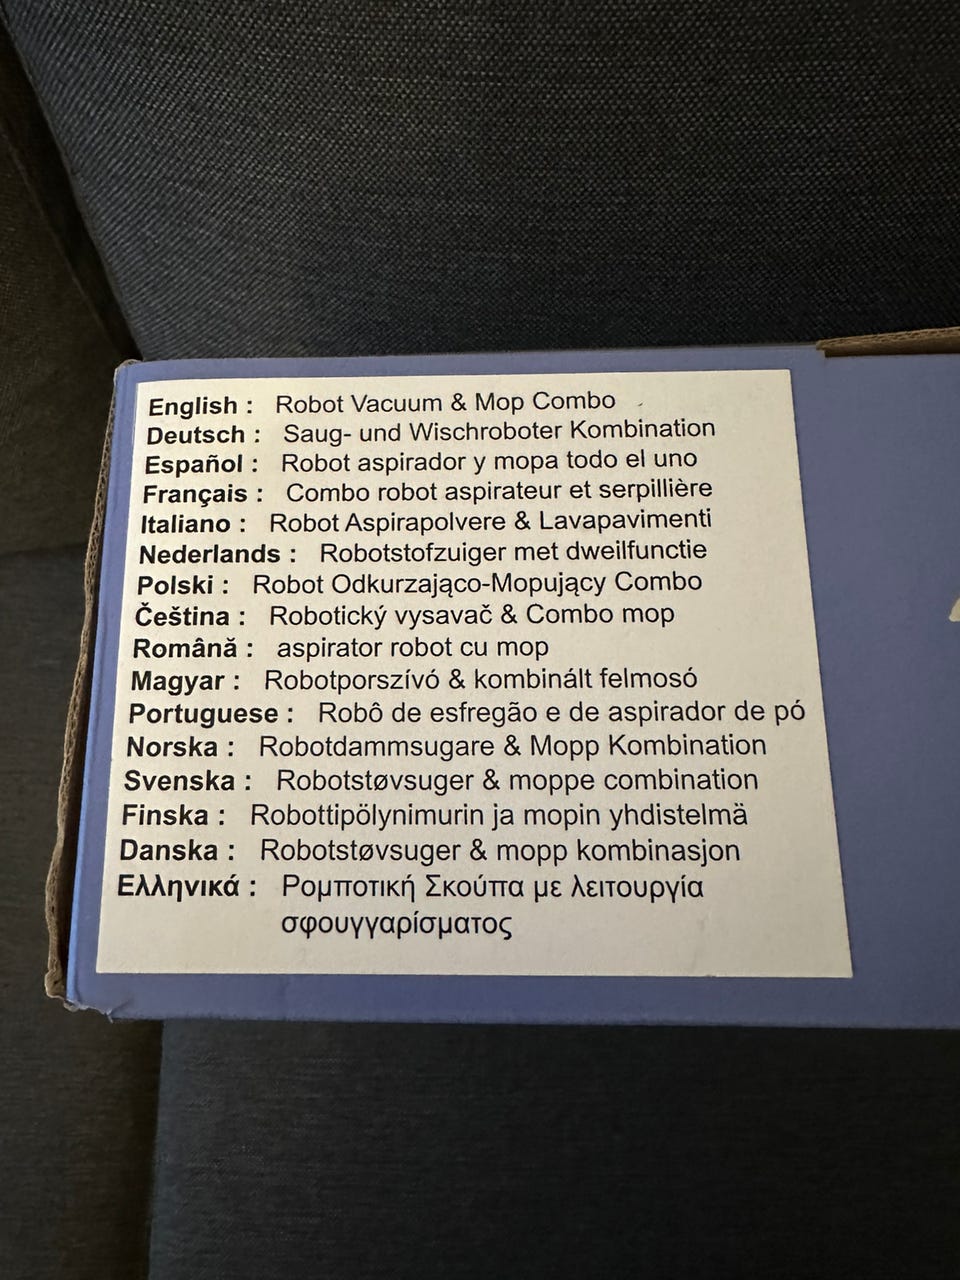 English : Robot Vacuum & Mop Combo
Deutsch : Saug- und Wischroboter Kombination
Español : Robot aspirador y mopa todo el uno
Français : Combo robot aspirateur et serpillière
Italiano : Robot Aspirapolvere & Lavapavimenti
Nederlands : Robotstofzuiger met dweilfunctie
Polski : Robot Odkurzająco-Mopujący Combo
Čeština : Robotický vysavač & Combo mop
Română : aspirator robot cu mop
Magyar : Robotporszívó & kombinált felmosó
Portuguese : Robô de esfregão e de aspirador de pó
Norska : Robotdammsugare & Mopp Kombination
Svenska : Robotstøvsuger & moppe combination
Finska : Robottipölynimurin ja mopin yhdistelmä
Danska : Robotstøvsuger & mopp kombinasjon
Ελληνικά : Ρομποτική Σκούπα με λειτουργία
σφουγγαρίσματος